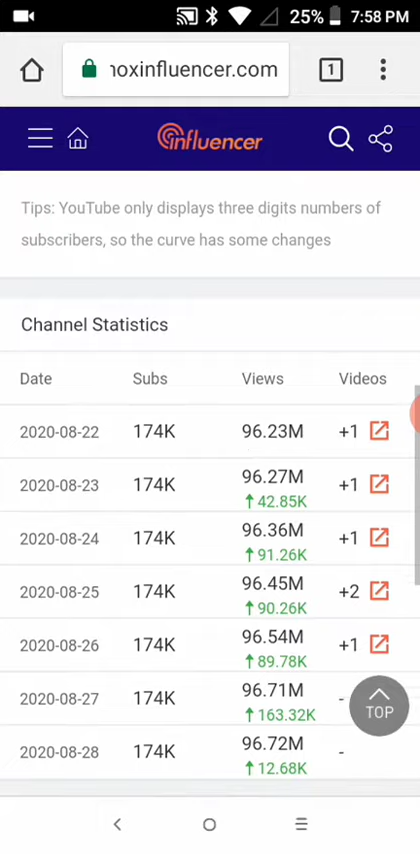 25% 7:58 PM
noxinfluencer.com 1
influencer
Tips: YouTube only displays three digits numbers of
subscribers, so the curve has some changes
Channel Statistics
Date Subs Views Videos
2020-08-22 174K 96.23M +1
2020-08-23 174K 96.27M +1
↑ 42.85K
2020-08-24 174K 96.36M +1
↑ 91.26K
2020-08-25 174K 96.45M +2
↑ 90.26K
2020-08-26 174K 96.54M +1
↑ 89.78K
2020-08-27 174K 96.71M -
↑ 163.32K
TOP
2020-08-28 174K 96.72M -
↑ 12.68K